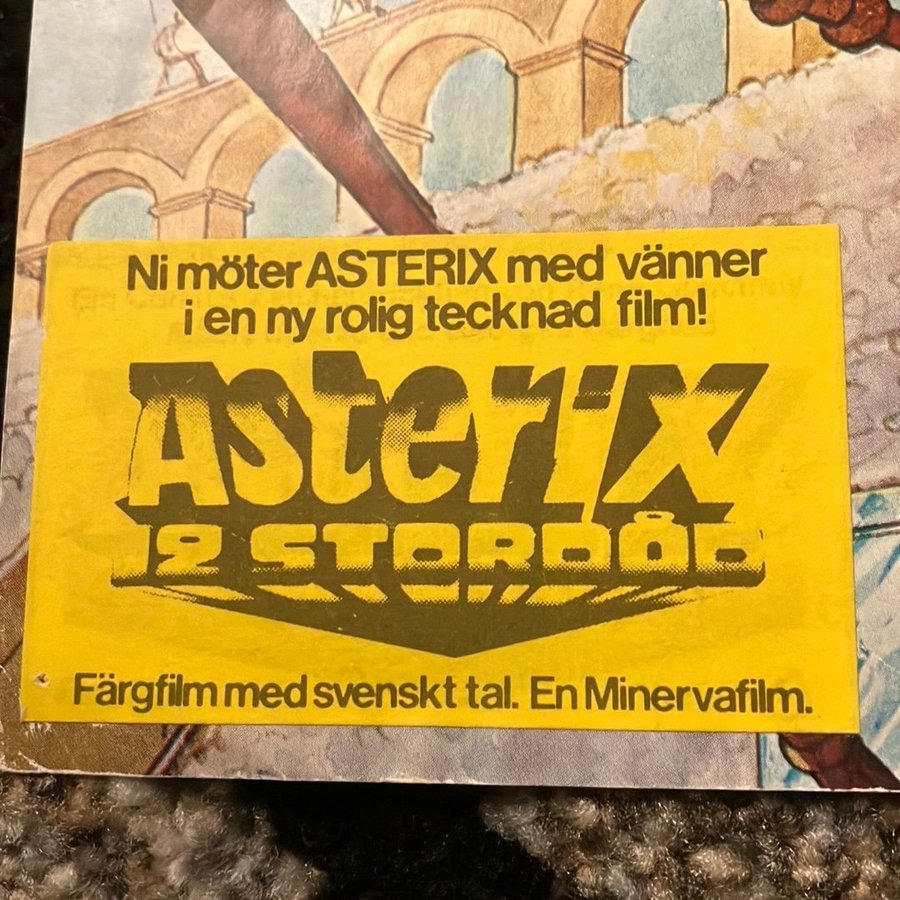 Ni möter ASTERIX med vänner
i en ny rolig tecknad film!
Asterix
12 STORDÅD
Färgfilm med svenskt tal. En Minervafilm.